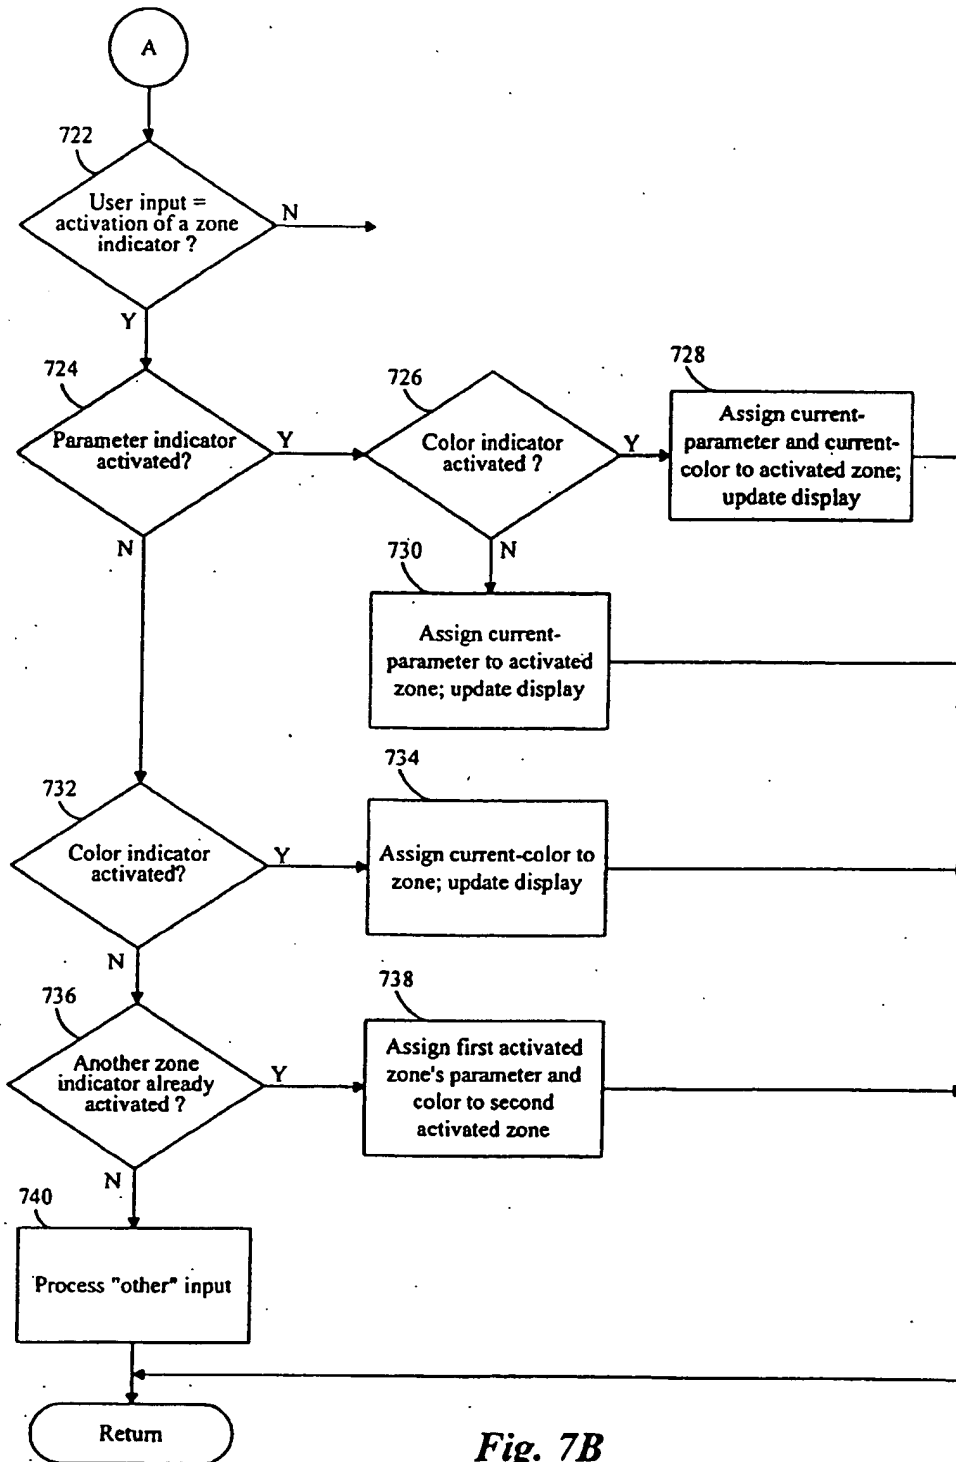 A
722
User input =
activation of a zone
indicator ?
N
Y
724
Parameter indicator
activated?
Y
N
726
Color indicator
activated ?
Y
N
728
Assign current-
parameter and current-
color to activated zone;
update display
730
Assign current-
parameter to activated
zone; update display
732
Color indicator
activated?
Y
N
734
Assign current-color to
zone; update display
736
Another zone
indicator already
activated ?
Y
N
738
Assign first activated
zone's parameter and
color to second
activated zone
740
Process "other" input
Return
Fig. 7B